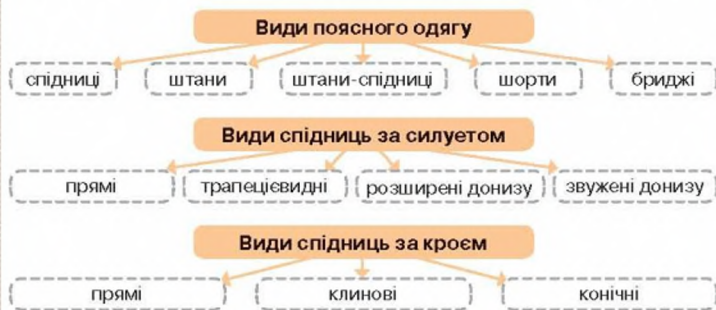 Види поясного одягу
спідниці штани штани-спідниці шорти бриджі
Види спідниць за силуетом
прямі трапецієвидні розширені донизу звужені донизу
Види спідниць за кроєм
прямі клинові конічні